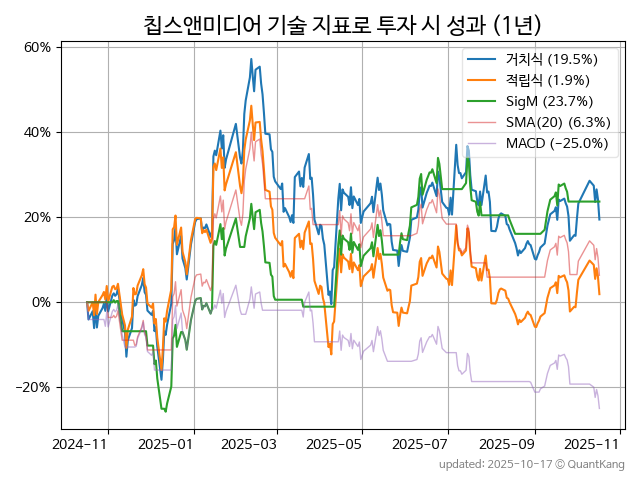 칩스앤미디어 기술 지표로 투자 시 성과 (1년)
60%
40%
20%
0%
−20%
거치식 (19.5%)
적립식 (1.9%)
SigM (23.7%)
SMA(20) (6.3%)
MACD (−25.0%)
2024−11
2025−01
2025−03
2025−05
2025−07
2025−09
2025−11
updated: 2025-10-17 © QuantKang